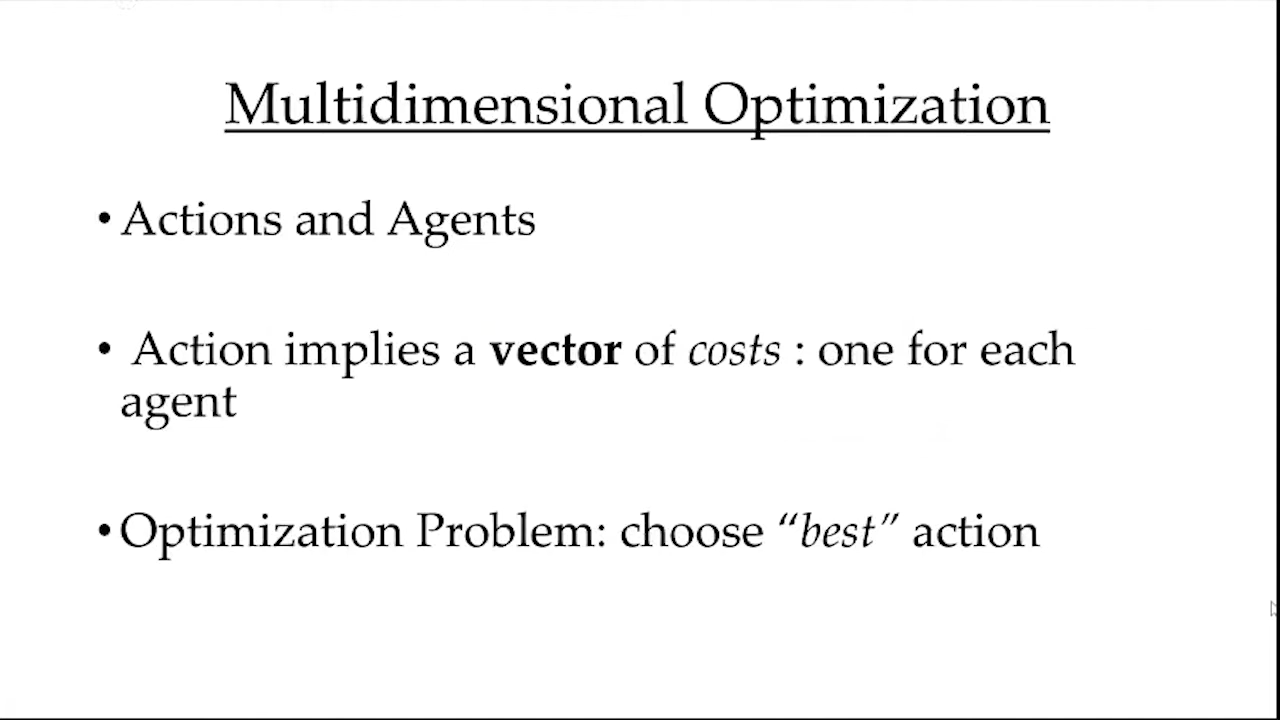 Multidimensional Optimization
• Actions and Agents
• Action implies a vector of costs : one for each
agent
• Optimization Problem: choose “best” action